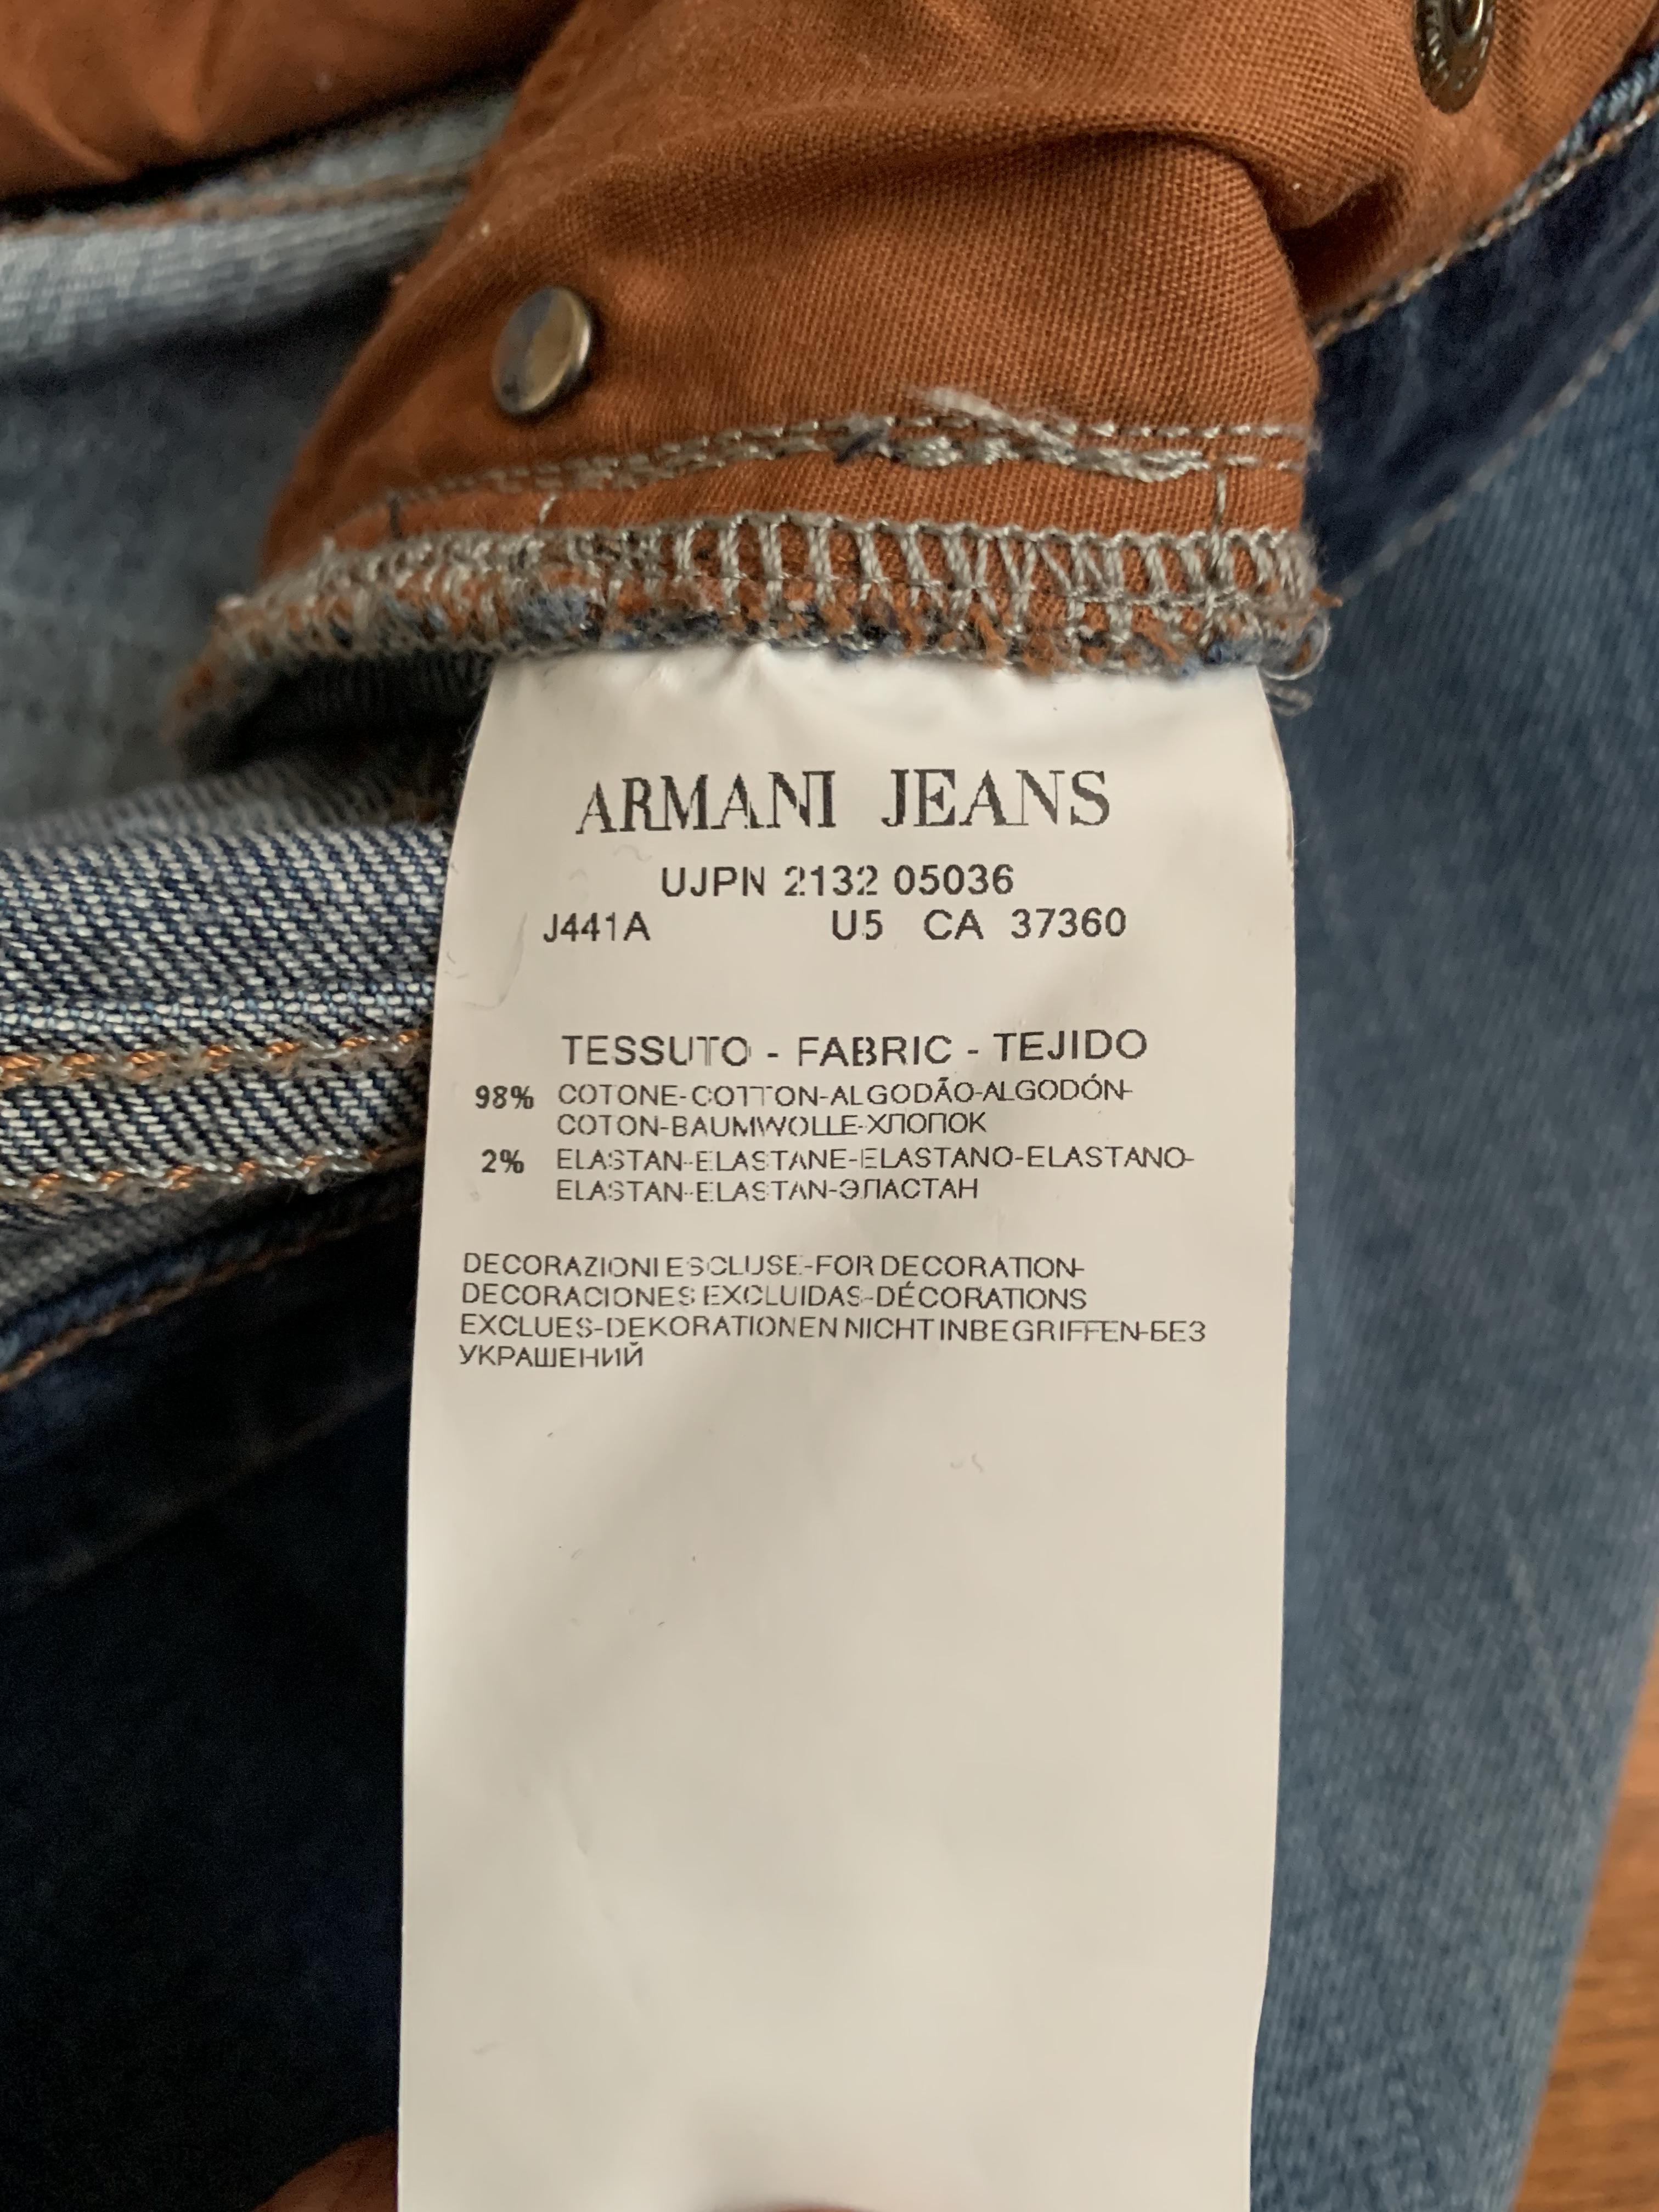 ARMANI JEANS
UJPN 2132 05036
J441A U5 CA 37360
TESSUTO - FABRIC - TEJIDO
98% COTONE-COTTON-ALGODÃO-ALGODÓN-
COTON-BAUMWOLLE-ХЛОПОК
2% ELASTAN-ELASTANE-ELASTANO-ELASTANO-
ELASTAN-ELASTAN-ЭЛАСТАН
DECORAZIONI ESCLUSE-FOR DECORATION-
DECORACIONES EXCLUIDAS-DÉCORATIONS
EXCLUES-DEKORATIONEN NICHT INBEGRIFFEN-БЕЗ
УКРАШЕНИЙ